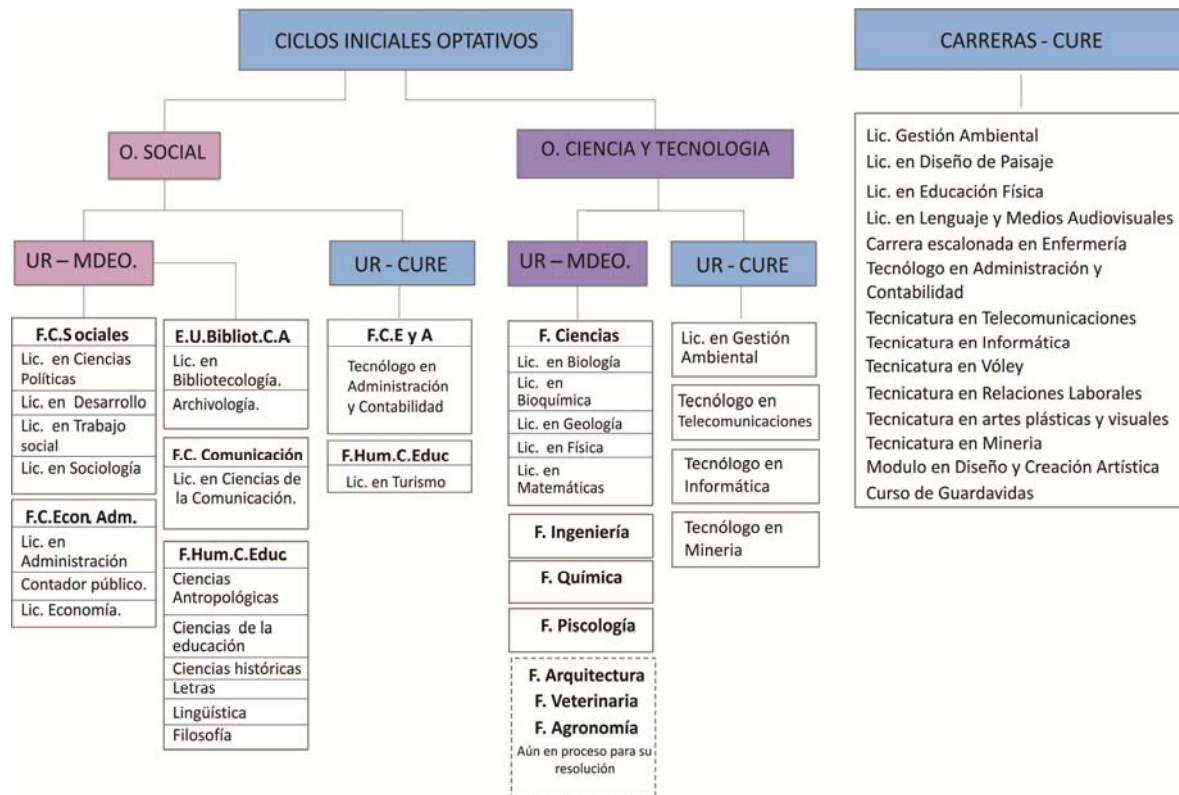 CICLOS INICIALES OPTATIVOS
O. SOCIAL
UR – MDEO.
F.C.Sociales
Lic. en Ciencias
Políticas
Lic. en Desarrollo
Lic. en Trabajo
social
Lic. en Sociología
F.C.Econ. Adm.
Lic. en
Administración
Contador público.
Lic. Economía.
E.U.Bibliot.C.A
Lic. en
Bibliotecología.
Archivología.
F.C. Comunicación
Lic. en Ciencias de
la Comunicación.
F.Hum.C.Educ
Ciencias
Antropológicas
Ciencias de la
educación
Ciencias históricas
Letras
Lingüística
Filosofía
UR - CURE
F.C.E y A
Tecnólogo en
Administración
y Contabilidad
F.Hum.C.Educ
Lic. en Turismo
O. CIENCIA Y TECNOLOGIA
UR – MDEO.
F. Ciencias
Lic. en Biología
Lic. en
Bioquímica
Lic. en Geología
Lic. en Física
Lic. en
Matemáticas
F. Ingeniería
F. Química
F. Piscología
F. Arquitectura
F. Veterinaria
F. Agronomía
Aún en proceso para su
resolución
UR - CURE
Lic. en Gestión
Ambiental
Tecnólogo en
Telecomunicaciones
Tecnólogo en
Informática
Tecnólogo en
Mineria
CARRERAS - CURE
Lic. Gestión Ambiental
Lic. en Diseño de Paisaje
Lic. en Educación Física
Lic. en Lenguaje y Medios Audiovisuales
Carrera escalonada en Enfermería
Tecnólogo en Administración y
Contabilidad
Tecnicatura en Telecomunicaciones
Tecnicatura en Informática
Tecnicatura en Vóley
Tecnicatura en Relaciones Laborales
Tecnicatura en artes plásticas y visuales
Tecnicatura en Mineria
Modulo en Diseño y Creación Artística
Curso de Guardavidas